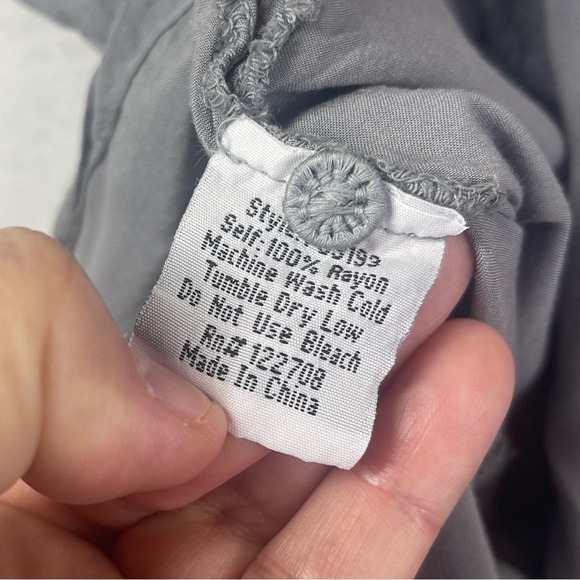 Self:100% Rayon
Machine Wash Cold
Tumble Dry Low
Do Not Use Bleach
Rn# 122708
Made In China